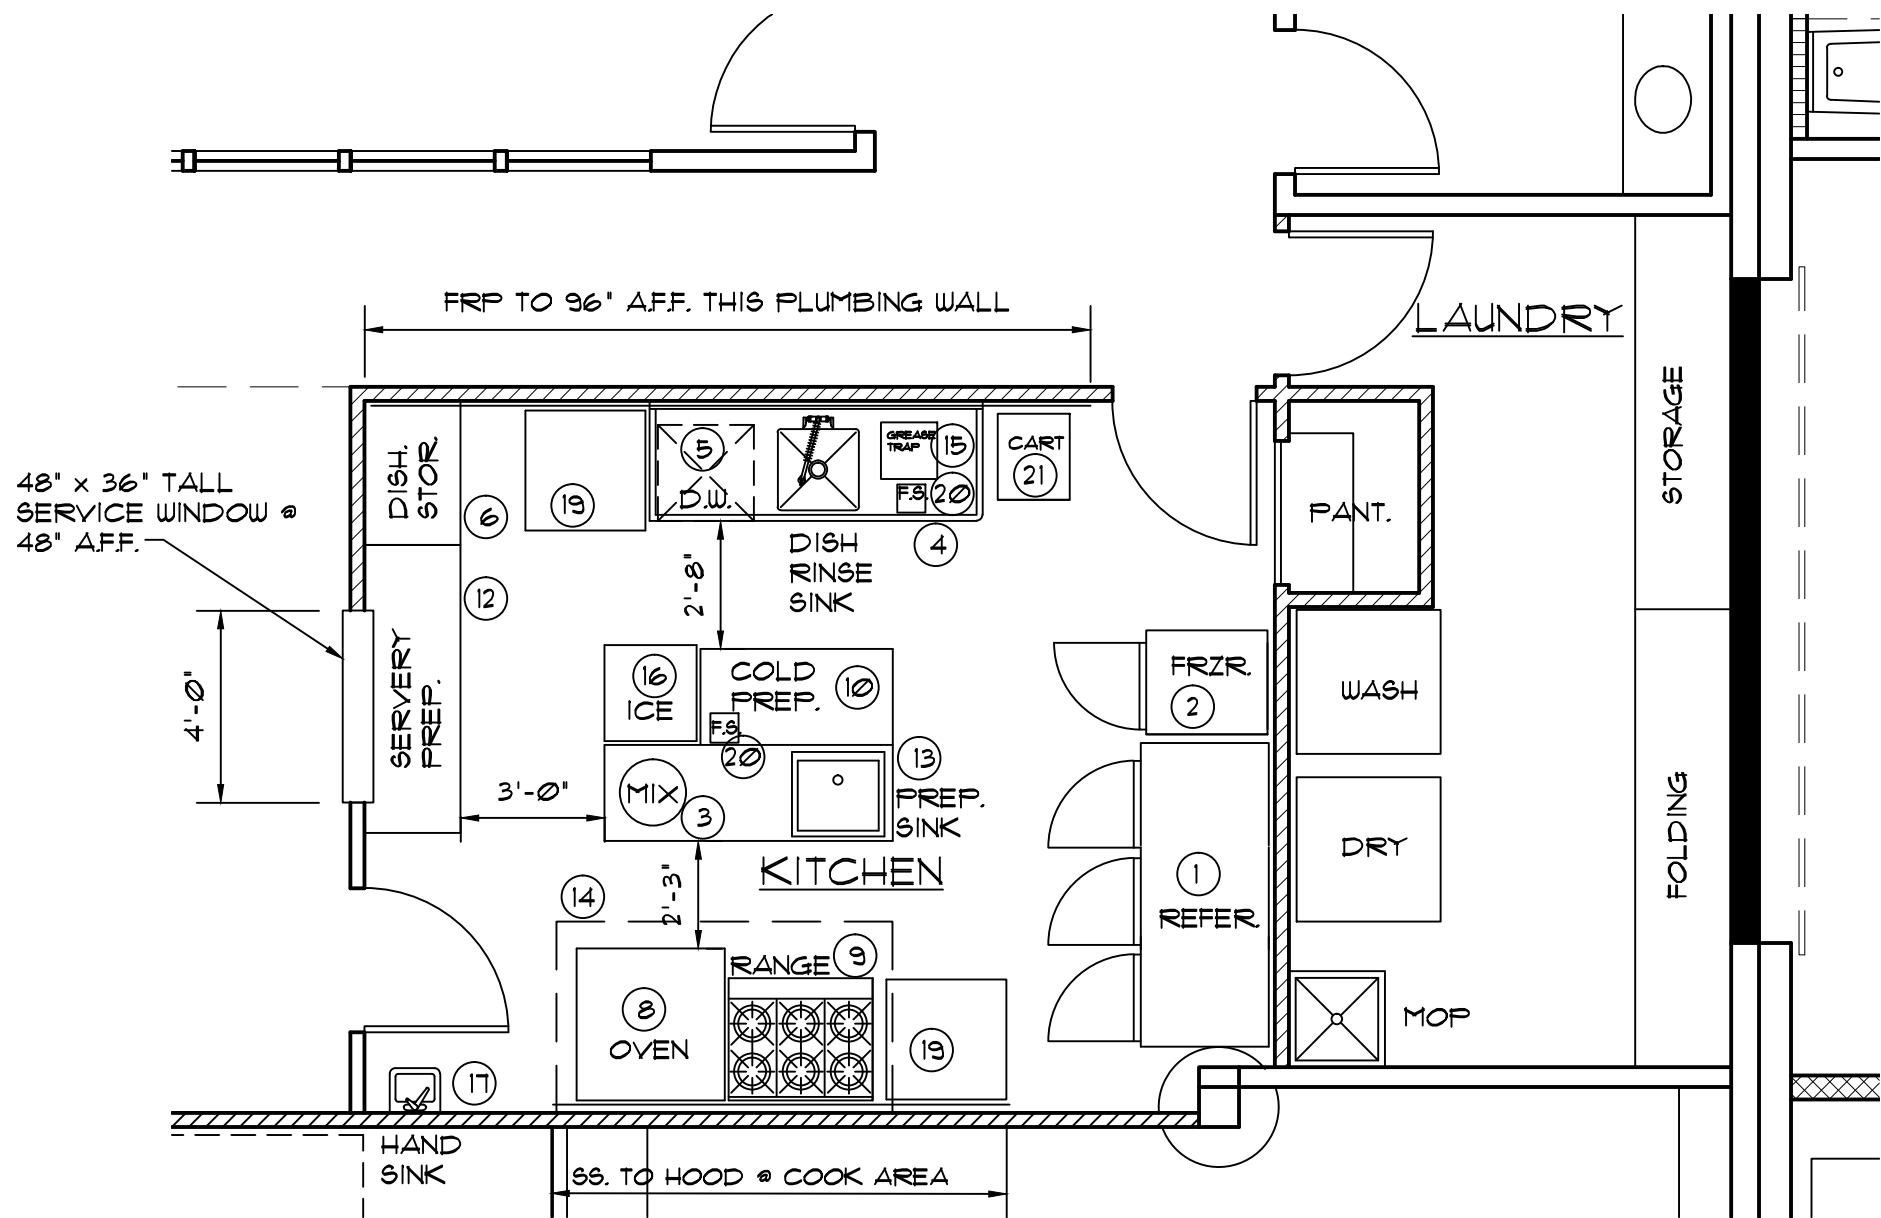 FRP TO 96" A.F.F. THIS PLUMBING WALL
LAUNDRY
48" x 36" TALL
SERVICE WINDOW @
48" A.F.F.
4'-0"
DISH.
STOR.
6
12
SERVERY
PREP.
19
5
D.W.
GREASE
TRAP
15
F.S.
20
4
CART
21
DISH
RINSE
SINK
2'-8"
PANT.
STORAGE
16
ICE
COLD
PREP.
10
F.S.
20
FRZR.
2
WASH
13
PREP.
SINK
MIX
3
3'-0"
KITCHEN
2'-3"
14
1
REFER.
DRY
FOLDING
RANGE
9
8
OVEN
19
MOP
17
HAND
SINK
SS. TO HOOD @ COOK AREA